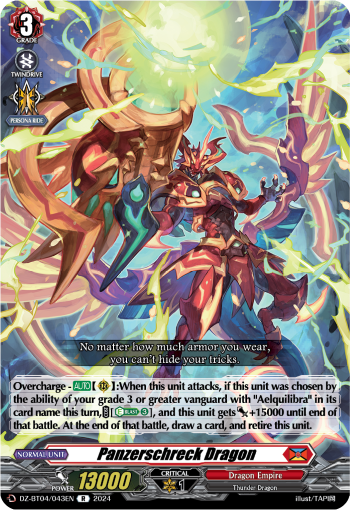 3
GRADE
TWINDRIVE
PERSONA RIDE
No matter how much armor you wear,
you can't hide your tricks.
Overcharge - AUTO【 】:When this unit attacks, if this unit was chosen by
the ability of your grade 3 or greater vanguard with "Aelquilibra" in its
card name this turn, [ BLAST 3], and this unit gets +15000 until end of
that battle. At the end of that battle, draw a card, and retire this unit.
NORMAL UNIT
Panzerschreck Dragon
POWER 13000
CRITICAL
1
Dragon Empire
Thunder Dragon
DZ-BT04/043EN R 2024
illust/TAPI岡